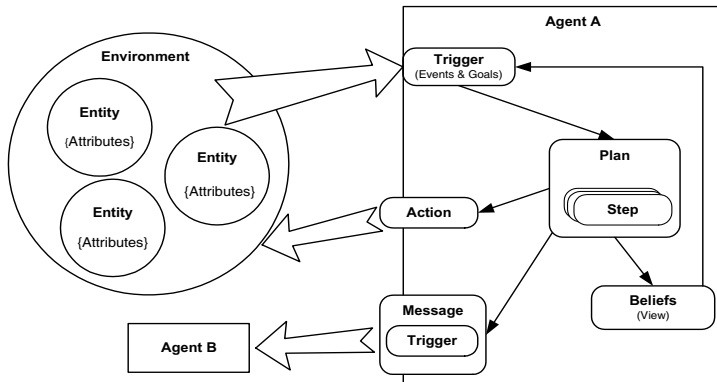 Agent A
Environment
Trigger
(Events & Goals)
Entity
{Attributes}
Entity
{Attributes}
Entity
{Attributes}
Plan
Step
Action
Beliefs
(View)
Message
Trigger
Agent B